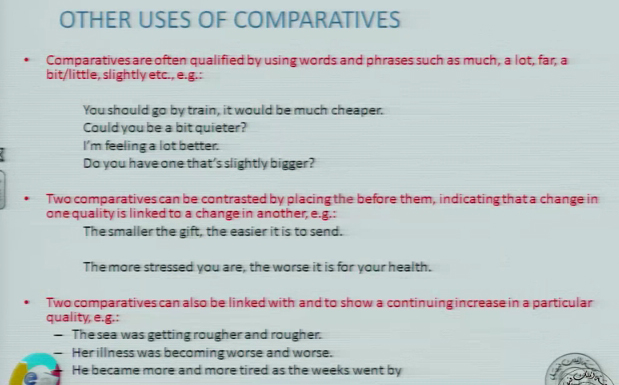 OTHER USES OF COMPARATIVES
• Comparatives are often qualified by using words and phrases such as much, a lot, far, a
bit/little, slightly etc., e.g.:
You should go by train, it would be much cheaper.
Could you be a bit quieter?
I'm feeling a lot better.
Do you have one that's slightly bigger?
• Two comparatives can be contrasted by placing the before them, indicating that a change in
one quality is linked to a change in another, e.g.:
The smaller the gift, the easier it is to send.
The more stressed you are, the worse it is for your health.
• Two comparatives can also be linked with and to show a continuing increase in a particular
quality, e.g.:
– The sea was getting rougher and rougher.
– Her illness was becoming worse and worse.
He became more and more tired as the weeks went by